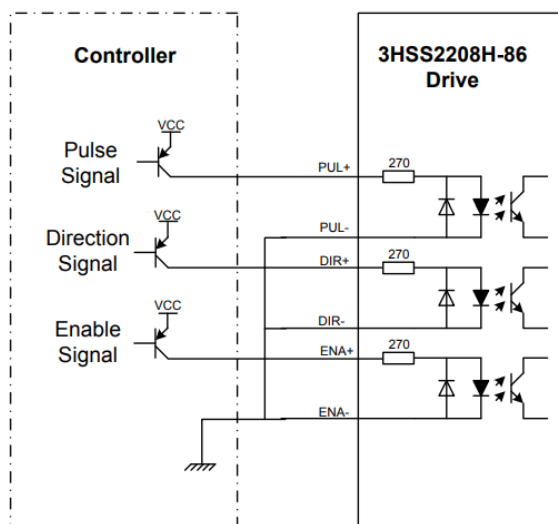 Controller
3HSS2208H-86
Drive
VCC
Pulse
Signal
PUL+
270
PUL-
VCC
Direction
Signal
DIR+
270
DIR-
VCC
Enable
Signal
ENA+
270
ENA-